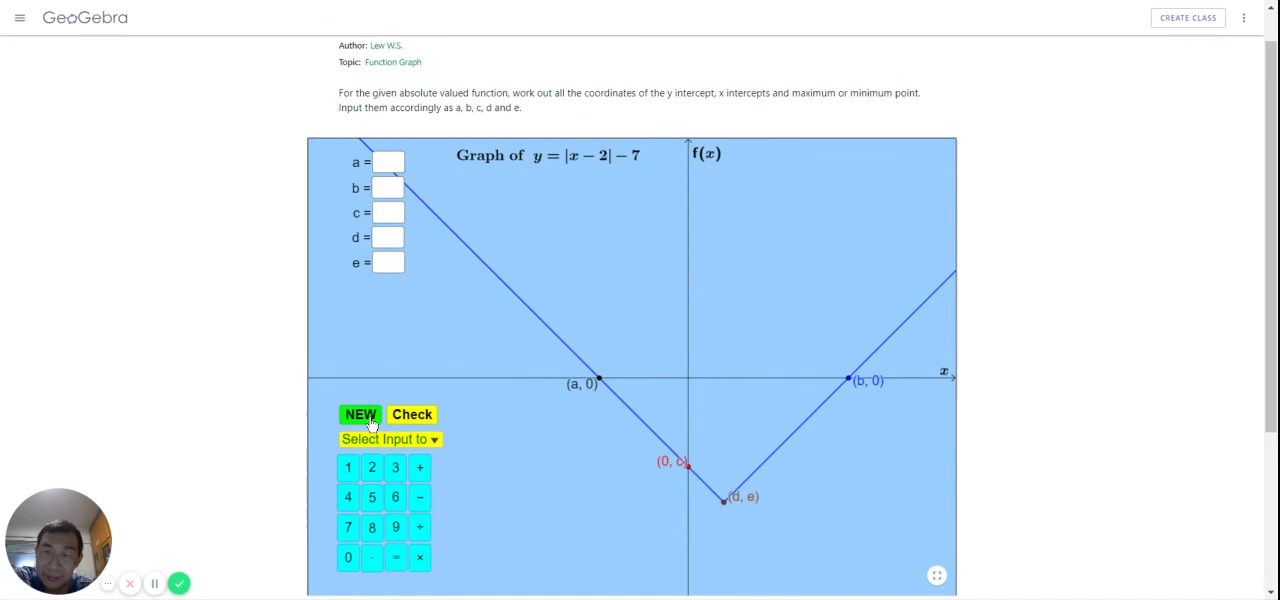 GeoGebra
CREATE CLASS
Author: Lew W.S.
Topic: Function Graph
For the given absolute valued function, work out all the coordinates of the y intercept, x intercepts and maximum or minimum point.
Input them accordingly as a, b, c, d and e.
Graph of y = |x − 2| − 7
f(x)
a =
b =
c =
d =
e =
x
(a, 0)
(b, 0)
NEW Check
Select Input to
(0, c)
1 2 3 +
(d, e)
4 5 6 −
7 8 9 ÷
0 . = ×